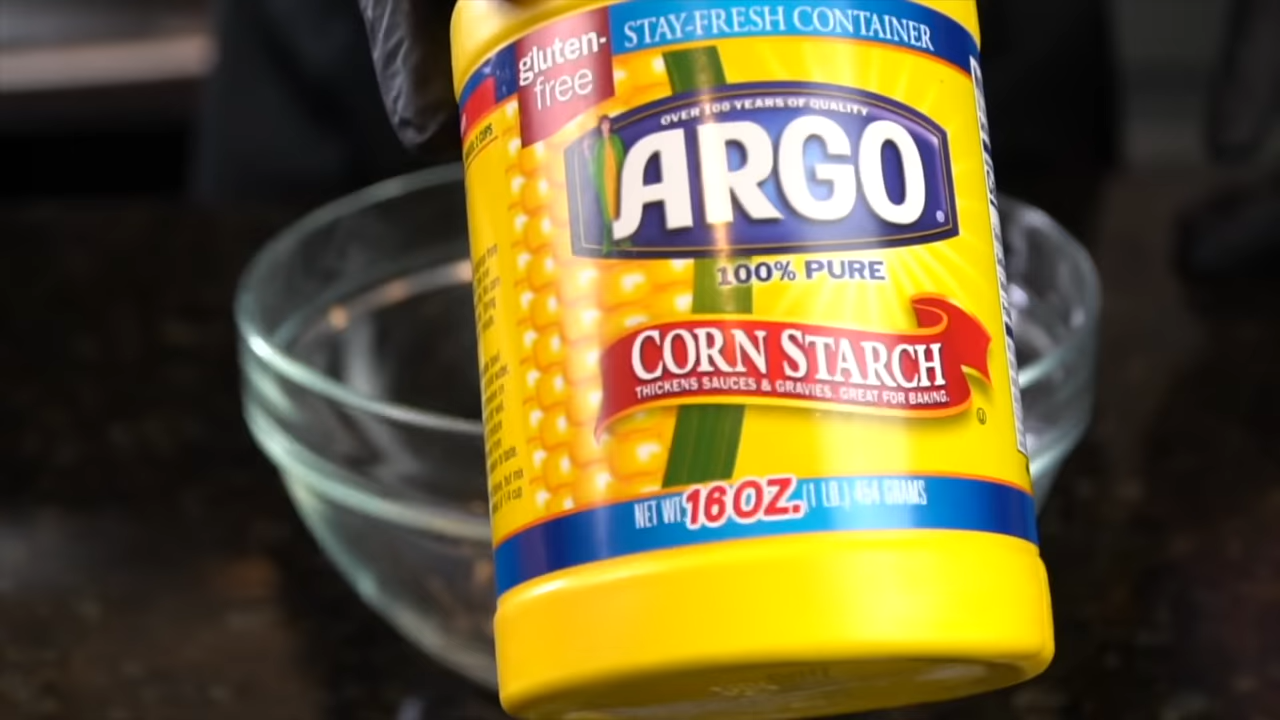 STAY-FRESH CONTAINER
gluten-
free
OVER 100 YEARS OF QUALITY
ARGO®
100% PURE
CORN STARCH
THICKENS SAUCES & GRAVIES. GREAT FOR BAKING.
NET WT. 16 OZ. (1 LB.) 454 GRAMS